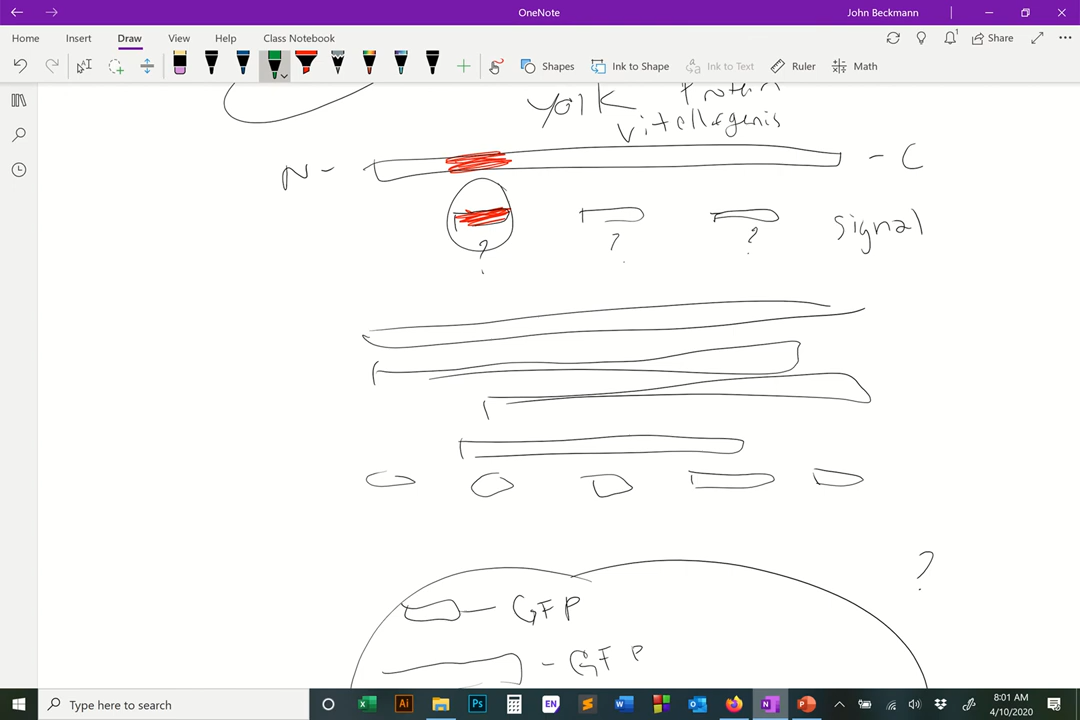 OneNote
John Beckmann
Home Insert Draw View Help Class Notebook
Share
Shapes Ink to Shape Ink to Text Ruler Math
Yolk Protein
vitellogenis
N - - C
? ? ? signal
?
GFP
- GFP
Type here to search
8:01 AM
4/10/2020